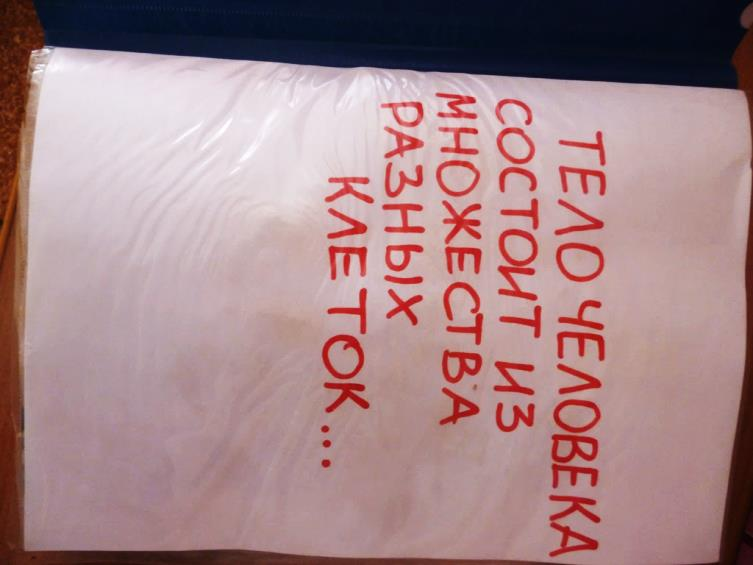 ТЕЛО ЧЕЛОВЕКА
СОСТОИТ ИЗ
МНОЖЕСТВА
РАЗНЫХ
КЛЕТОК...